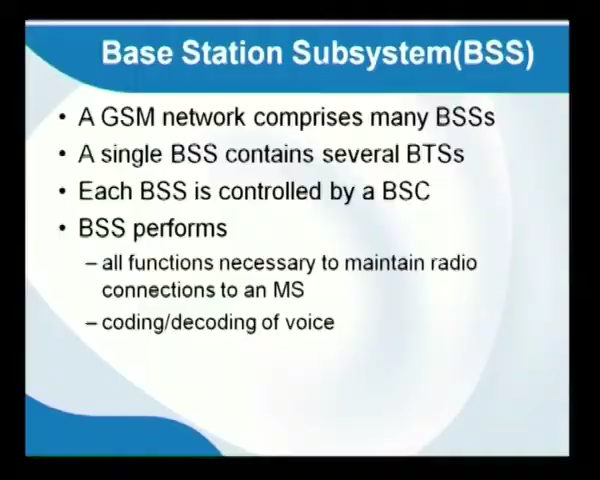 Base Station Subsystem(BSS)
• A GSM network comprises many BSSs
• A single BSS contains several BTSs
• Each BSS is controlled by a BSC
• BSS performs
– all functions necessary to maintain radio
connections to an MS
– coding/decoding of voice